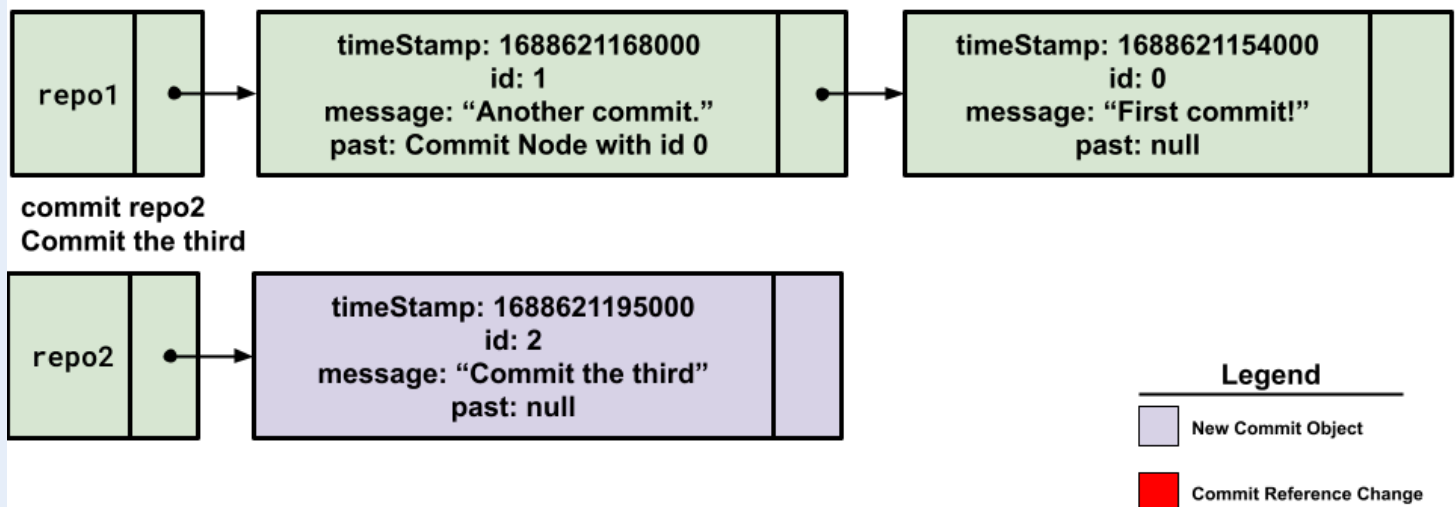 repo1
timeStamp: 1688621168000
id: 1
message: “Another commit.”
past: Commit Node with id 0
timeStamp: 1688621154000
id: 0
message: “First commit!”
past: null
commit repo2
Commit the third
repo2
timeStamp: 1688621195000
id: 2
message: “Commit the third”
past: null
Legend
New Commit Object
Commit Reference Change